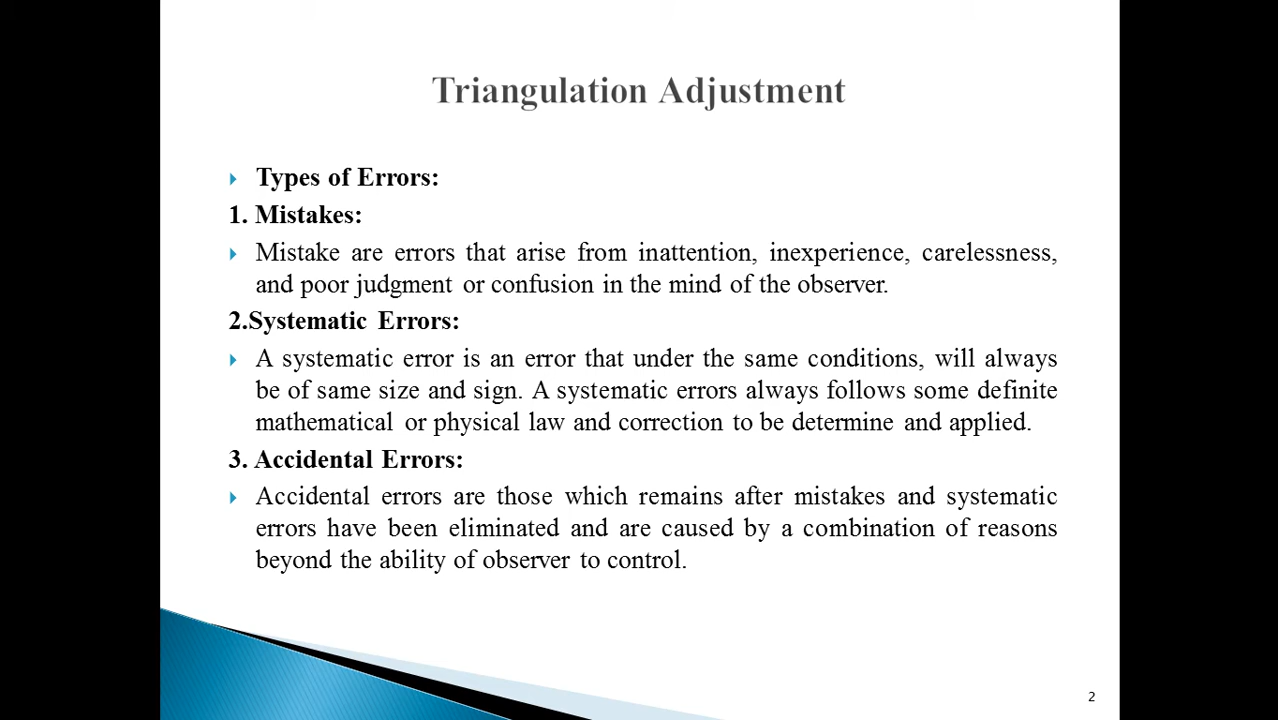 Triangulation Adjustment
Types of Errors:
1. Mistakes:
Mistake are errors that arise from inattention, inexperience, carelessness,
and poor judgment or confusion in the mind of the observer.
2.Systematic Errors:
A systematic error is an error that under the same conditions, will always
be of same size and sign. A systematic errors always follows some definite
mathematical or physical law and correction to be determine and applied.
3. Accidental Errors:
Accidental errors are those which remains after mistakes and systematic
errors have been eliminated and are caused by a combination of reasons
beyond the ability of observer to control.
2